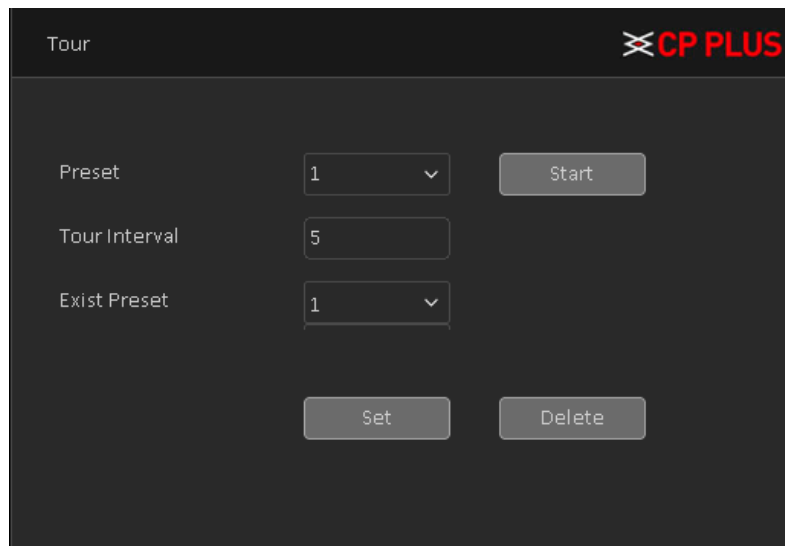 Tour
CP PLUS
Preset
1
Start
Tour Interval
5
Exist Preset
1
Set
Delete